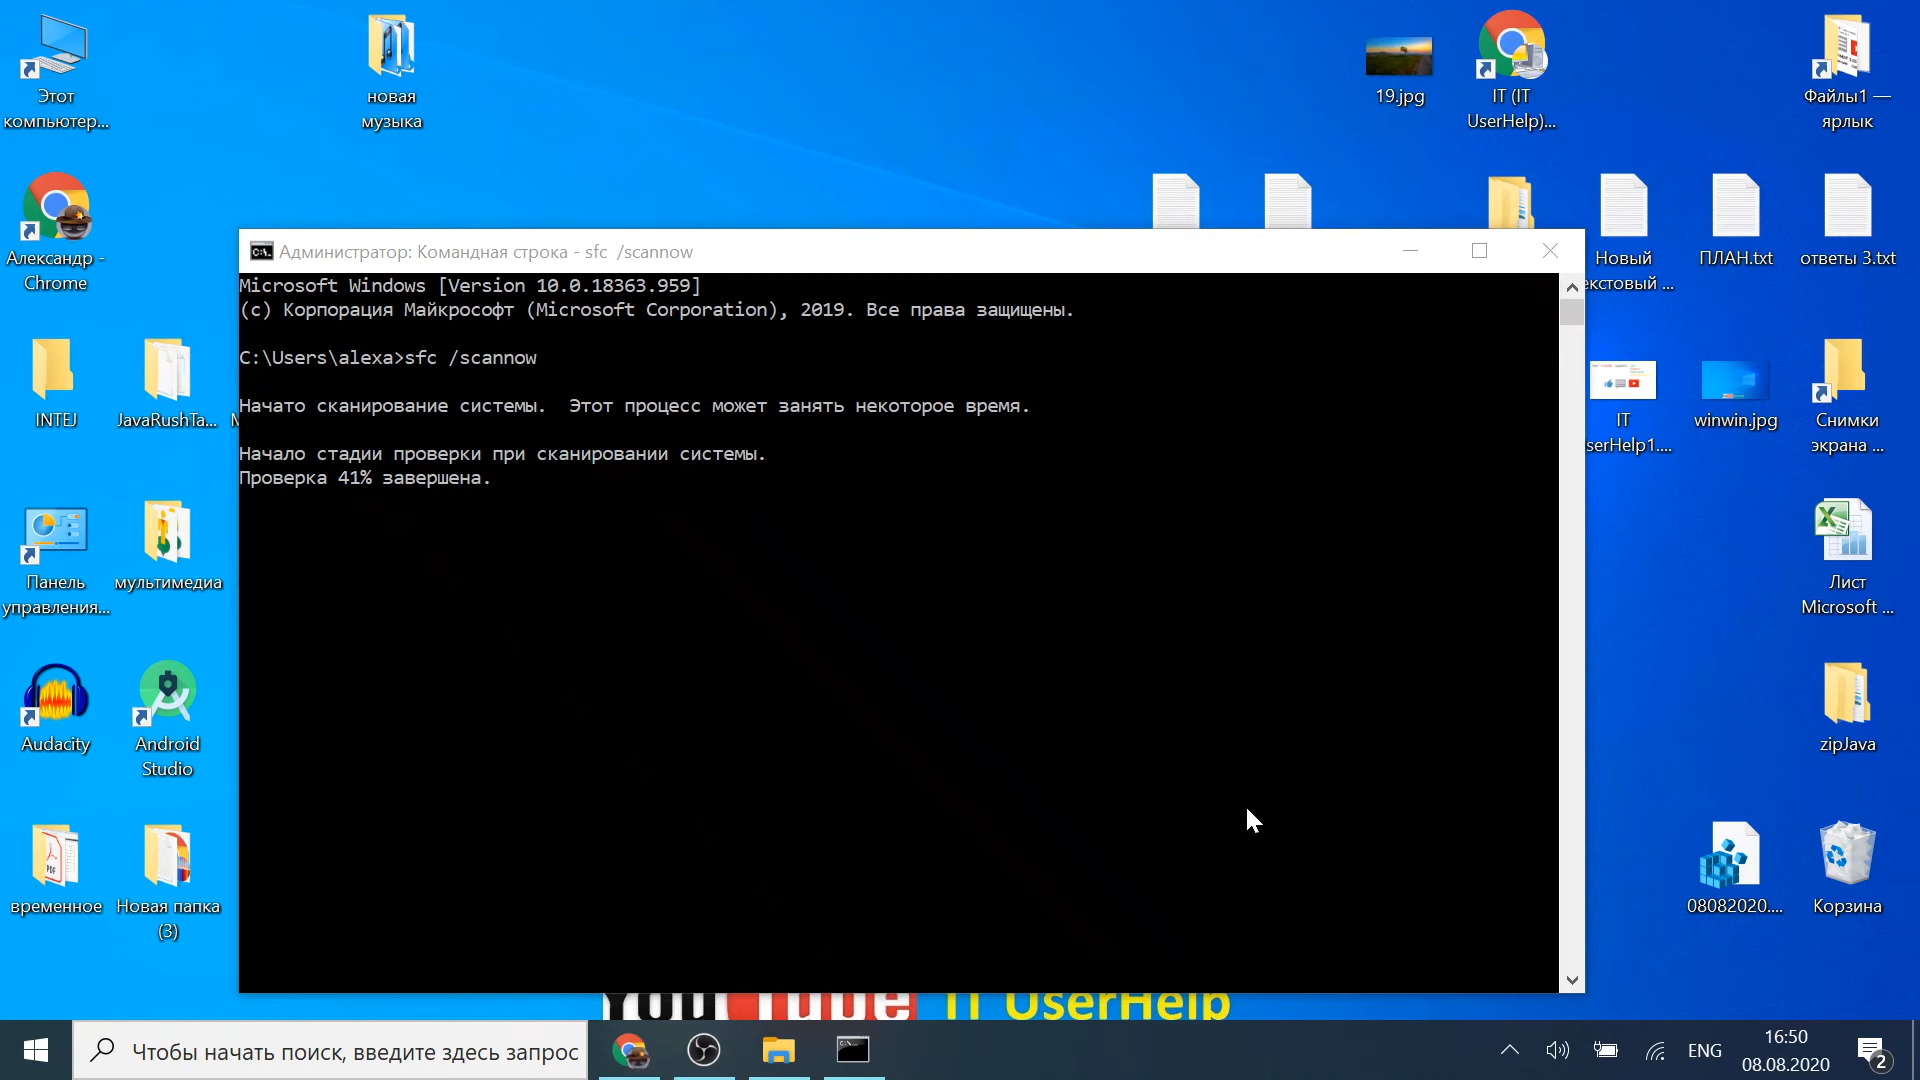 Этот
компьютер...
новая
музыка
19.jpg
IT (IT
UserHelp)...
Файлы1 —
ярлык
Александр -
Chrome
Новый
екстовый ...
ПЛАН.txt
ответы 3.txt
Администратор: Командная строка - sfc /scannow
Microsoft Windows [Version 10.0.18363.959]
(c) Корпорация Майкрософт (Microsoft Corporation), 2019. Все права защищены.
C:\Users\alexa>sfc /scannow
Начато сканирование системы. Этот процесс может занять некоторое время.
Начало стадии проверки при сканировании системы.
Проверка 41% завершена.
INTEJ
JavaRushTa...
IT
serHelp1....
winwin.jpg
Снимки
экрана ...
Панель
управления...
мультимедиа
Лист
Microsoft ...
Audacity
Android
Studio
zipJava
временное
Новая папка
(3)
08082020....
Корзина
YouTube IT UserHelp
Чтобы начать поиск, введите здесь запрос
ENG
16:50
08.08.2020
2